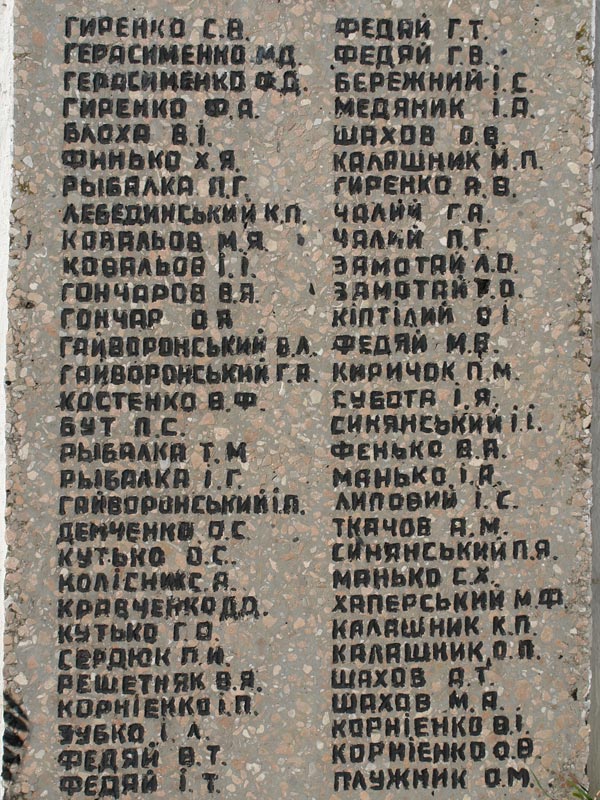 ГИРЕНКО С.В.
ГЕРАСИМЕНКО М.Д.
ГЕРАСИМЕНКО Ф.Д.
ГИРЕНКО Ф.А.
БЛОХА В.І.
ФИНЬКО Х.Я.
РЫБАЛКА П.Г.
ЛЕБЕДИНСЬКИЙ К.П.
КОВАЛЬОВ М.Я.
КОВАЛЬОВ І.І.
ГОНЧАРОВ В.Я.
ГОНЧАР О.Я
ГАЙВОРОНСЬКИЙ В.Л.
ГАЙВОРОНСЬКИЙ Г.Я.
КОСТЕНКО В.Ф.
БУТ П.С.
РЫБАЛКА Т.М
РЫБАЛКА І.Г.
ГАЙВОРОНСЬКИЙ І.П.
ДЕМЧЕНКО О.С.
КУТЬКО О.С.
КОЛІСНИК С.А.
КРАВЧЕНКО Д.О.
КУТЬКО Г.О.
СЕРДЮК П.И.
РЕШЕТНЯК В.Я.
КОРНІЕНКО І.П.
ЗУБКО І.Л.
ФЕДЯЙ В.Т.
ФЕДЯЙ І.Т.
ФЕДЯЙ Г.Т.
ФЕДЯЙ Г.В.
БЕРЕЖНИЙ І.С.
МЕДЯНИК І.А.
ШАХОВ О.В.
КАЛАШНИК М.П.
ГИРЕНКО А.В.
ЧАЛИЙ Г.А.
ЧАЛИЙ П.Г.
ЗАМОТАЙ Л.О.
ЗАМОТАЙ
КІПТІЛИЙ
ФЕДЯЙ М.В.
КИРИЧОК П.М.
СУБОТА І.Я.
СИНЯНСЬКИЙ І.І.
ФЕНЬКО В.А.
МАНЬКО І.А.
ЛИПОВИЙ І.С.
ТКАЧОВ А.М.
СИНЯНСЬКИЙ П.Я.
МАНЬКО С.Х.
ХАПЕРСЬКИЙ М.Ф.
КАЛАШНИК К.П.
КАЛАШНИК О.П.
ШАХОВ А.Т.
ШАХОВ М.А.
КОРНІЕНКО В.І.
КОРНІЕНКО О.В
ПЛУЖНИК О.М.